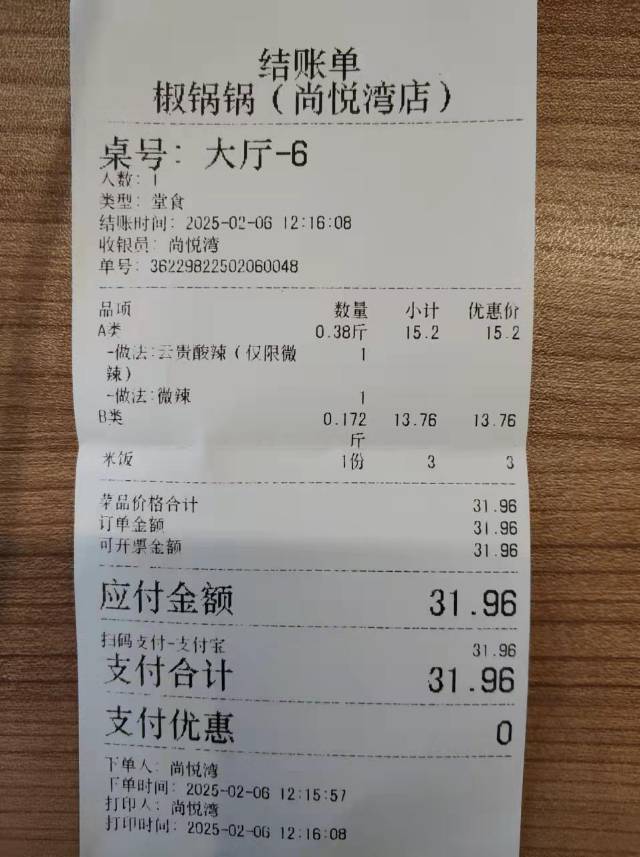 结账单
椒锅锅（尚悦湾店）
桌号: 大厅-6
人数: 1
类型: 堂食
结账时间: 2025-02-06 12:16:08
收银员: 尚悦湾
单号: 36229822502060048
品项 数量 小计 优惠价
A类 0.38斤 15.2 15.2
-做法:云贵酸辣（仅限微 1
辣）
-做法:微辣 1
B类 0.172 13.76 13.76
斤
米饭 1份 3 3
菜品价格合计 31.96
订单金额 31.96
可开票金额 31.96
应付金额 31.96
扫码支付-支付宝 31.96
支付合计 31.96
支付优惠 0
下单人: 尚悦湾
下单时间: 2025-02-06 12:15:57
打印人: 尚悦湾
打印时间: 2025-02-06 12:16:08